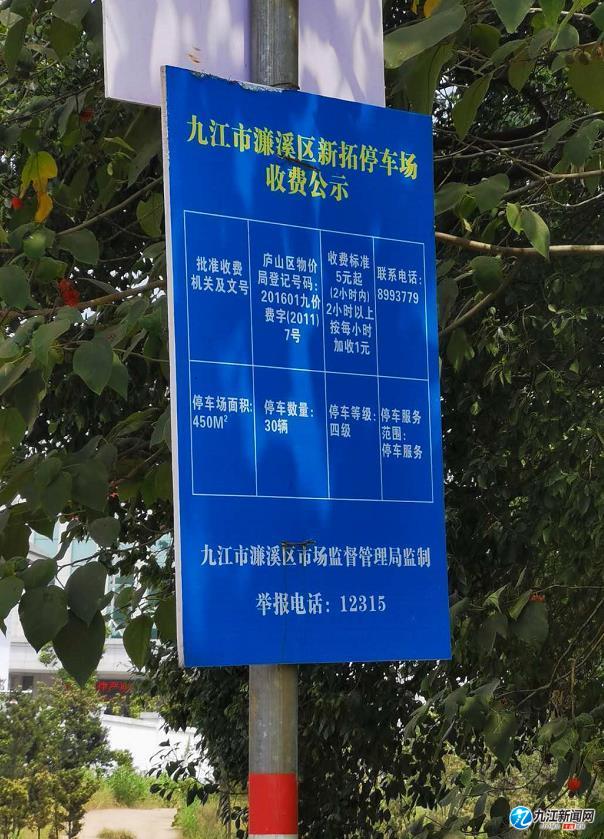 九江市濂溪区新拓停车场
收费公示
批准收费
机关及文号
庐山区物价
局登记号码:
201601九价
费字(2011)
7号
收费标准
5元起
(2小时内)
2小时以上
按每小时
加收1元
联系电话:
8993779
停车场面积:
450M²
停车数量:
30辆
停车等级:
四级
停车服务
范围:
停车服务
九江市濂溪区市场监督管理局监制
举报电话: 12315
九江新闻网